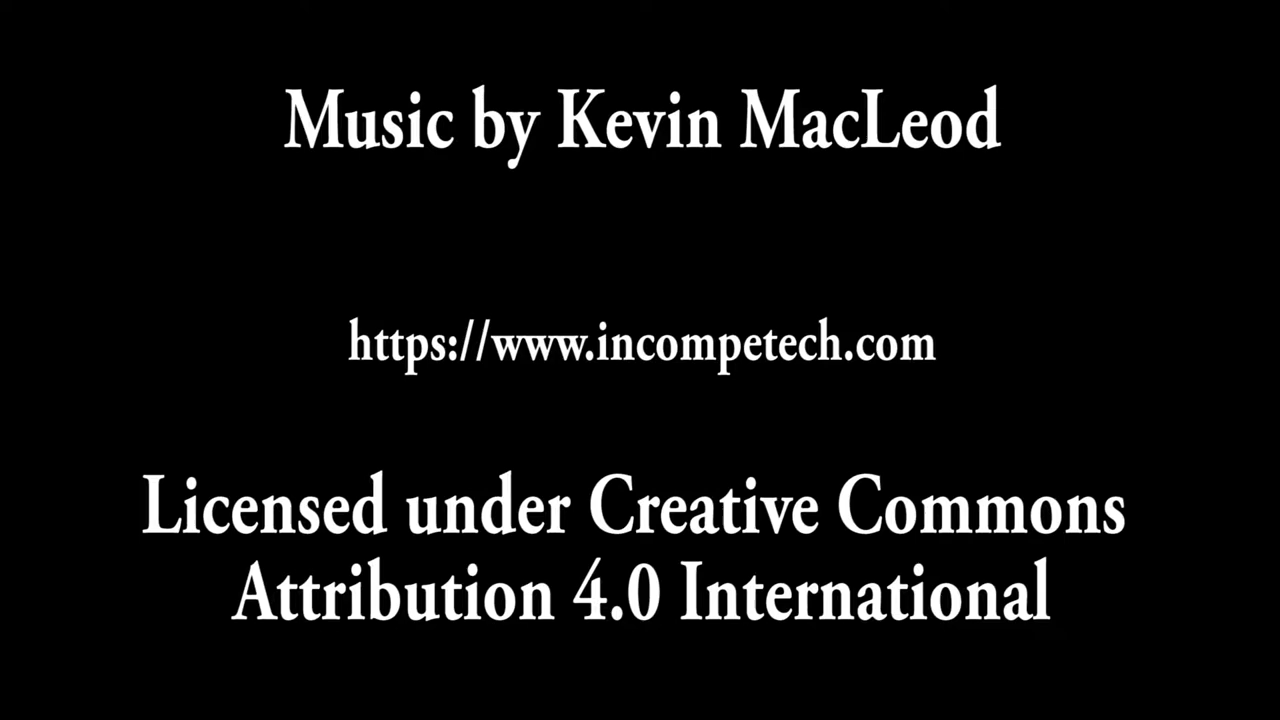 Music by Kevin MacLeod
https://www.incompetech.com
Licensed under Creative Commons
Attribution 4.0 International